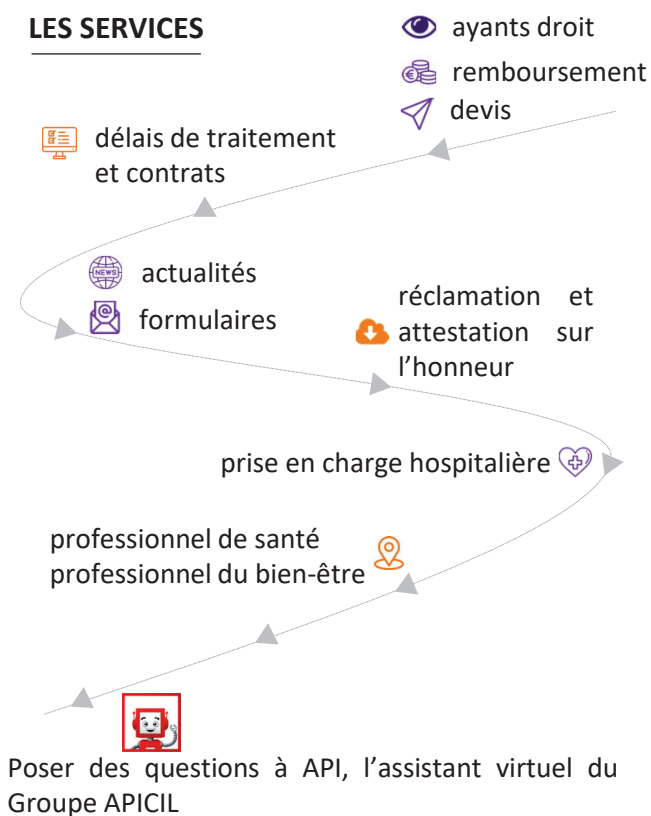 LES SERVICES
ayants droit
remboursement
devis
délais de traitement
et contrats
NEWS
actualités
formulaires
réclamation et
attestation sur
l’honneur
prise en charge hospitalière
professionnel de santé
professionnel du bien-être
Poser des questions à API, l’assistant virtuel du
Groupe APICIL